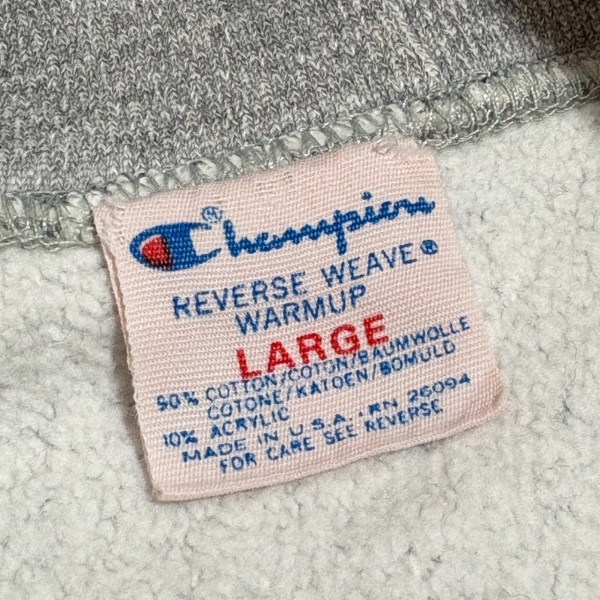 Champion®
REVERSE WEAVE®
WARMUP
LARGE
90% COTTON/COTON/BAUMWOLLE
COTONE/KATOEN/BOMULD
10% ACRYLIC
MADE IN U.S.A. RN 26094
FOR CARE SEE REVERSE